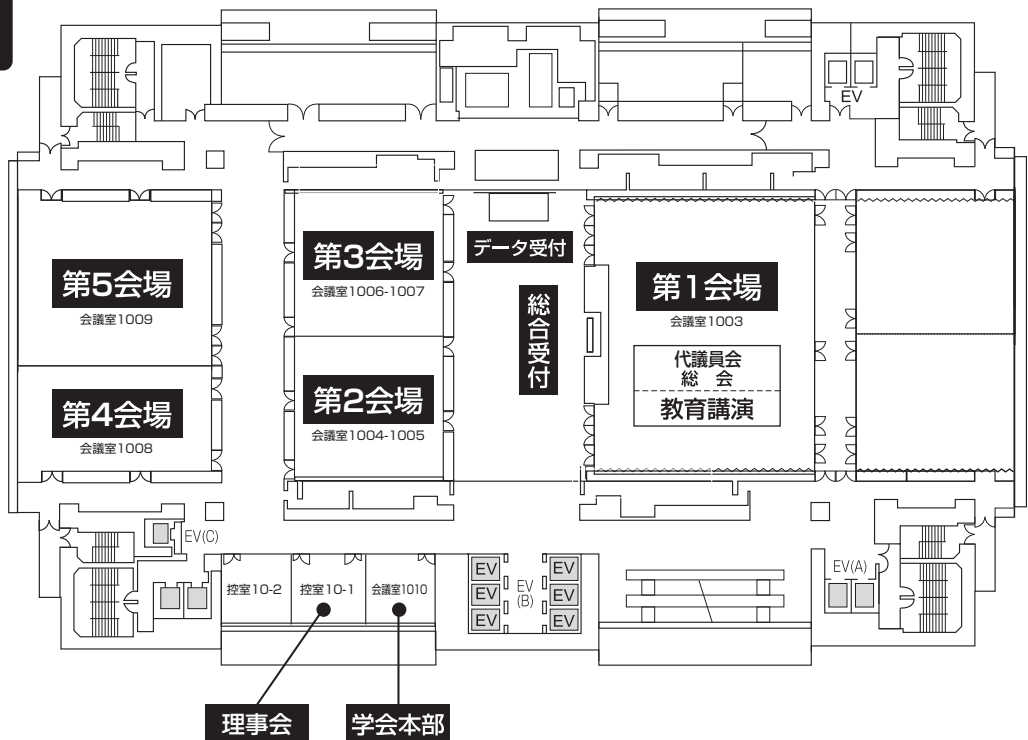 EV
データ受付
第3会場
会議室1006-1007
第5会場
会議室1009
第1会場
会議室1003
総合受付
代議員会
総　会
教育講演
第2会場
会議室1004-1005
第4会場
会議室1008
EV(C)
控室10-2
控室10-1
会議室1010
EV
EV
EV
EV
(B)
EV
EV
EV
EV(A)
理事会
学会本部